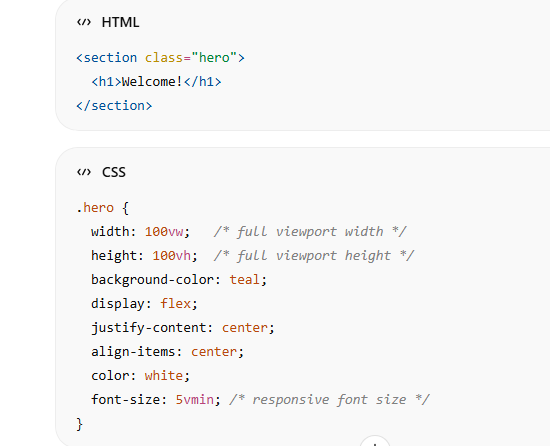 </> HTML
<section class="hero">
  <h1>Welcome!</h1>
</section>
</> CSS
.hero {
  width: 100vw;   /* full viewport width */
  height: 100vh;  /* full viewport height */
  background-color: teal;
  display: flex;
  justify-content: center;
  align-items: center;
  color: white;
  font-size: 5vmin; /* responsive font size */
}